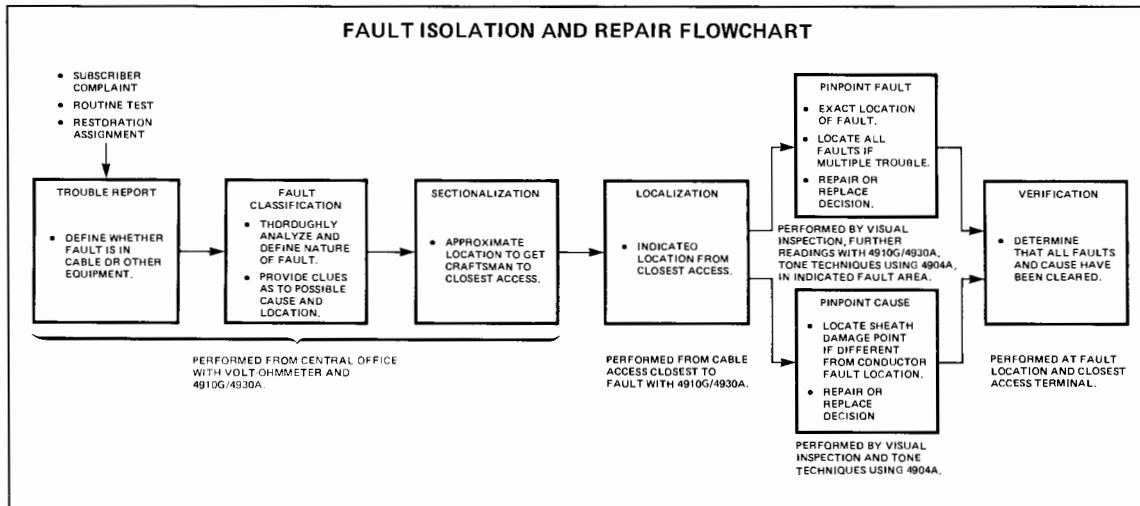 FAULT ISOLATION AND REPAIR FLOWCHART
• SUBSCRIBER
COMPLAINT
• ROUTINE TEST
• RESTORATION
ASSIGNMENT
TROUBLE REPORT
• DEFINE WHETHER
FAULT IS IN
CABLE OR OTHER
EQUIPMENT.
FAULT
CLASSIFICATION
• THOROUGHLY
ANALYZE AND
DEFINE NATURE
OF FAULT.
• PROVIDE CLUES
AS TO POSSIBLE
CAUSE AND
LOCATION.
SECTIONALIZATION
• APPROXIMATE
LOCATION TO GET
CRAFTSMAN TO
CLOSEST ACCESS.
PERFORMED FROM CENTRAL OFFICE
WITH VOLT-OHMMETER AND
4910G/4930A.
LOCALIZATION
• INDICATED
LOCATION FROM
CLOSEST ACCESS.
PERFORMED FROM CABLE
ACCESS CLOSEST TO
FAULT WITH 4910G/4930A.
PINPOINT FAULT
• EXACT LOCATION
OF FAULT.
• LOCATE ALL
FAULTS IF
MULTIPLE TROUBLE.
• REPAIR OR
REPLACE
DECISION.
PERFORMED BY VISUAL
INSPECTION, FURTHER
READINGS WITH 4910G/4930A,
TONE TECHNIQUES USING 4904A,
IN INDICATED FAULT AREA.
PINPOINT CAUSE
• LOCATE SHEATH
DAMAGE POINT
IF DIFFERENT
FROM CONDUCTOR
FAULT LOCATION.
• REPAIR OR
REPLACE
DECISION
PERFORMED BY VISUAL
INSPECTION AND TONE
TECHNIQUES USING 4904A.
VERIFICATION
• DETERMINE
THAT ALL FAULTS
AND CAUSE HAVE
BEEN CLEARED.
PERFORMED AT FAULT
LOCATION AND CLOSEST
ACCESS TERMINAL.